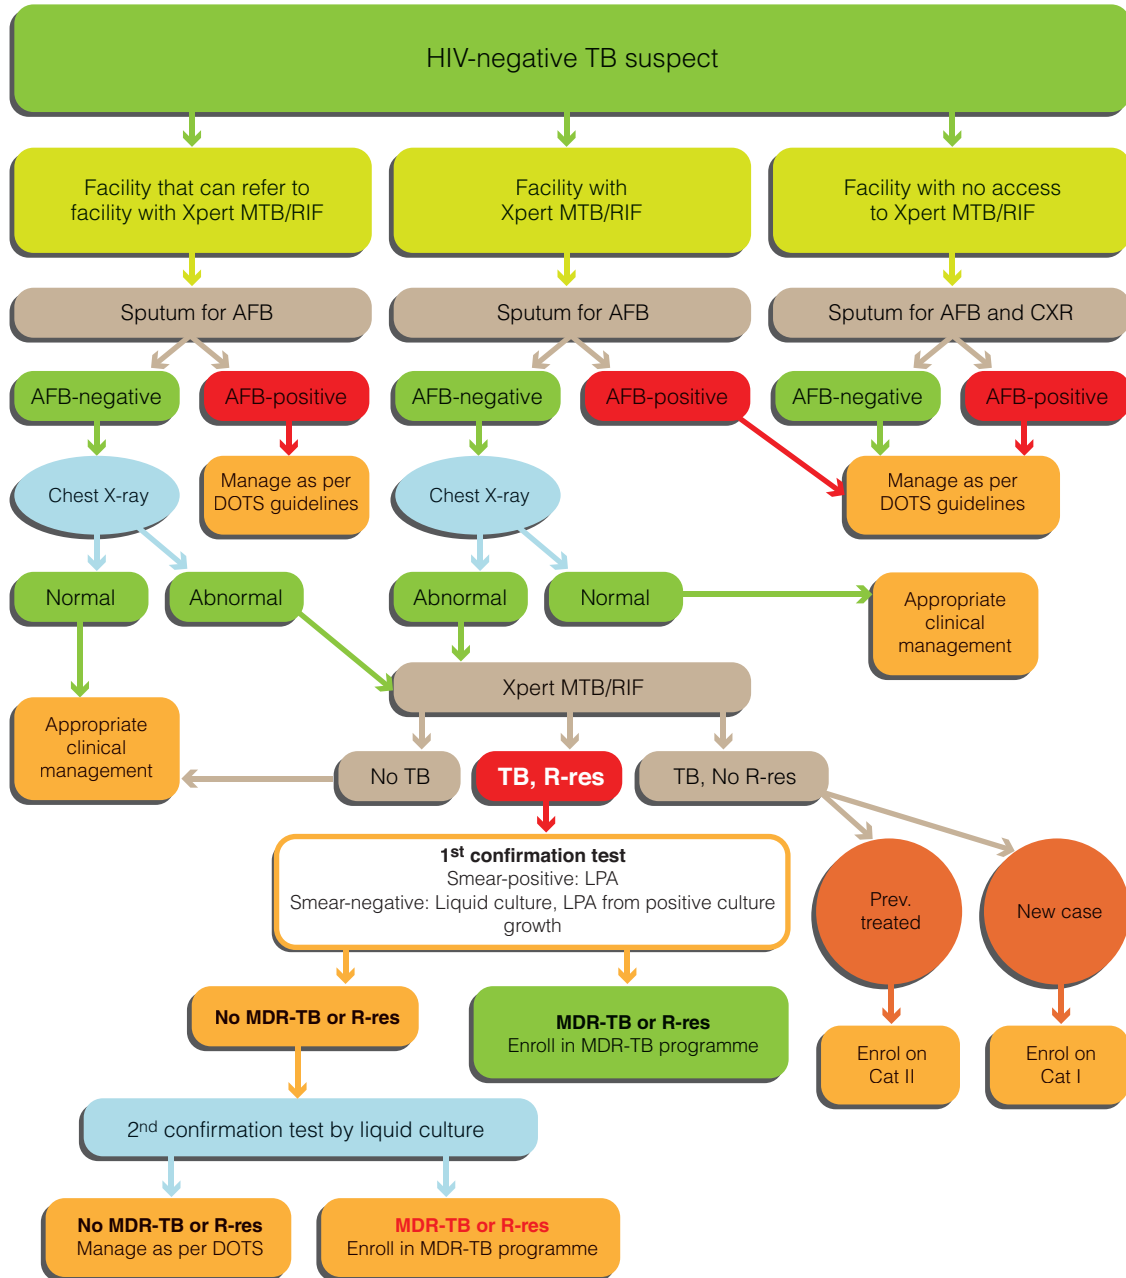 HIV-negative TB suspect
Facility that can refer to
facility with Xpert MTB/RIF
Facility with
Xpert MTB/RIF
Facility with no access
to Xpert MTB/RIF
Sputum for AFB
Sputum for AFB
Sputum for AFB and CXR
AFB-negative
AFB-positive
AFB-negative
AFB-positive
AFB-negative
AFB-positive
Chest X-ray
Manage as per
DOTS guidelines
Chest X-ray
Manage as per
DOTS guidelines
Normal
Abnormal
Abnormal
Normal
Appropriate
clinical
management
Xpert MTB/RIF
Appropriate
clinical
management
No TB
TB, R-res
TB, No R-res
1st confirmation test
Smear-positive: LPA
Smear-negative: Liquid culture, LPA from positive culture
growth
Prev.
treated
New case
No MDR-TB or R-res
MDR-TB or R-res
Enroll in MDR-TB programme
Enrol on
Cat II
Enrol on
Cat I
2nd confirmation test by liquid culture
No MDR-TB or R-res
Manage as per DOTS
MDR-TB or R-res
Enroll in MDR-TB programme